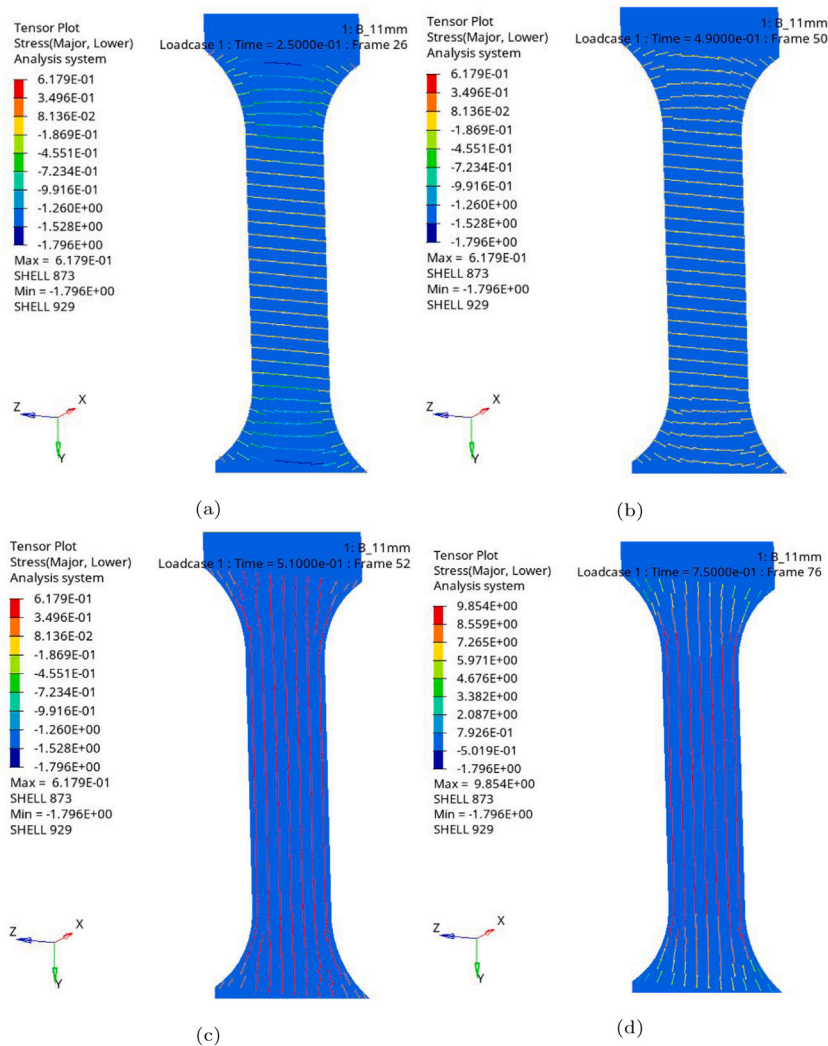 Tensor Plot
Stress(Major, Lower)
Analysis system
6.179E-01
3.496E-01
8.136E-02
-1.869E-01
-4.551E-01
-7.234E-01
-9.916E-01
-1.260E+00
-1.528E+00
-1.796E+00
Max = 6.179E-01
SHELL 873
Min = -1.796E+00
SHELL 929
1: B_11mm
Loadcase 1 : Time = 2.5000e-01 : Frame 26
Z
X
Y
(a)
Tensor Plot
Stress(Major, Lower)
Analysis system
6.179E-01
3.496E-01
8.136E-02
-1.869E-01
-4.551E-01
-7.234E-01
-9.916E-01
-1.260E+00
-1.528E+00
-1.796E+00
Max = 6.179E-01
SHELL 873
Min = -1.796E+00
SHELL 929
1: B_11mm
Loadcase 1 : Time = 4.9000e-01 : Frame 50
Z
X
Y
(b)
Tensor Plot
Stress(Major, Lower)
Analysis system
6.179E-01
3.496E-01
8.136E-02
-1.869E-01
-4.551E-01
-7.234E-01
-9.916E-01
-1.260E+00
-1.528E+00
-1.796E+00
Max = 6.179E-01
SHELL 873
Min = -1.796E+00
SHELL 929
1: B_11mm
Loadcase 1 : Time = 5.1000e-01 : Frame 52
Z
X
Y
(c)
Tensor Plot
Stress(Major, Lower)
Analysis system
9.854E+00
8.559E+00
7.265E+00
5.971E+00
4.676E+00
3.382E+00
2.087E+00
7.926E-01
-5.019E-01
-1.796E+00
Max = 9.854E+00
SHELL 873
Min = -1.796E+00
SHELL 929
1: B_11mm
Loadcase 1 : Time = 7.5000e-01 : Frame 76
Z
X
Y
(d)